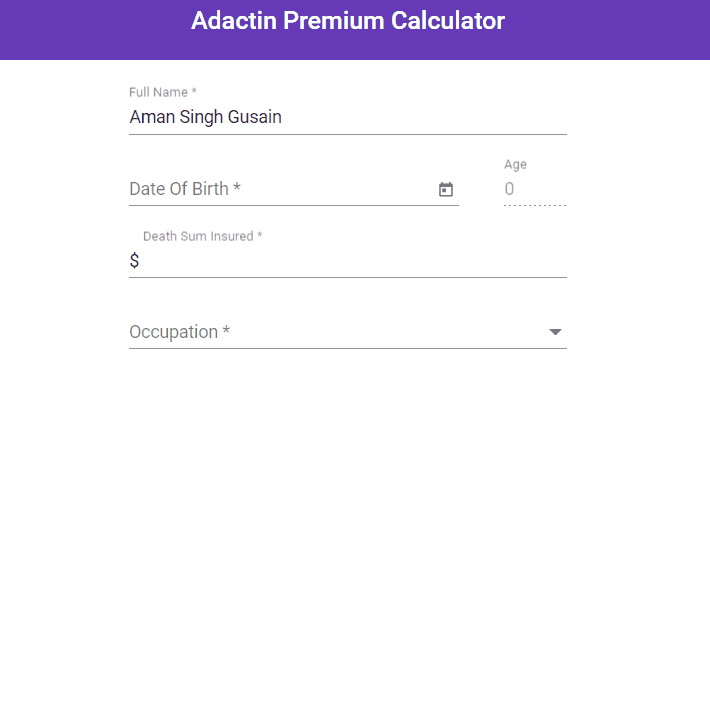 Adactin Premium Calculator
Full Name *
Aman Singh Gusain
Age
Date Of Birth *
0
Death Sum Insured *
$
Occupation *